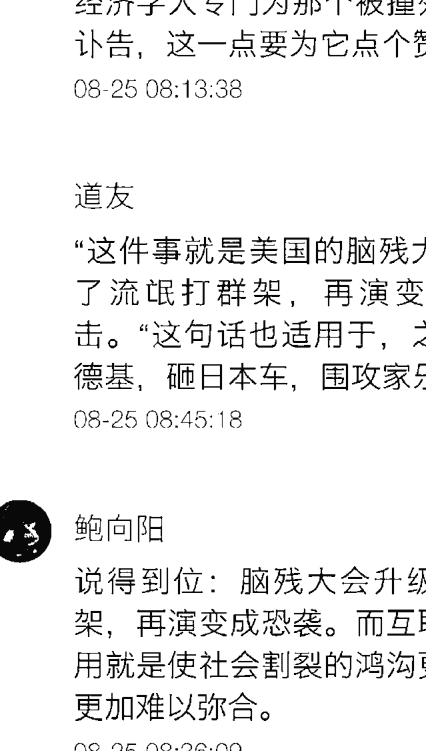 经济学人专门为那个被撞
讣告，这一点要为它点个赞
08-25 08:13:38
道友
“这件事就是美国的脑残大
了流氓打群架，再演变
击。“这句话也适用于，之
德基，砸日本车，围攻家乐
08-25 08:45:18
鲍向阳
说得到位：脑残大会升级
架，再演变成恐袭。而互联
用就是使社会割裂的鸿沟更
更加难以弥合。
08-25 08:36:09